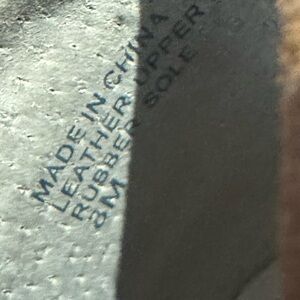 MADE IN CHINA
LEATHER UPPER
RUBBER SOLE
8M